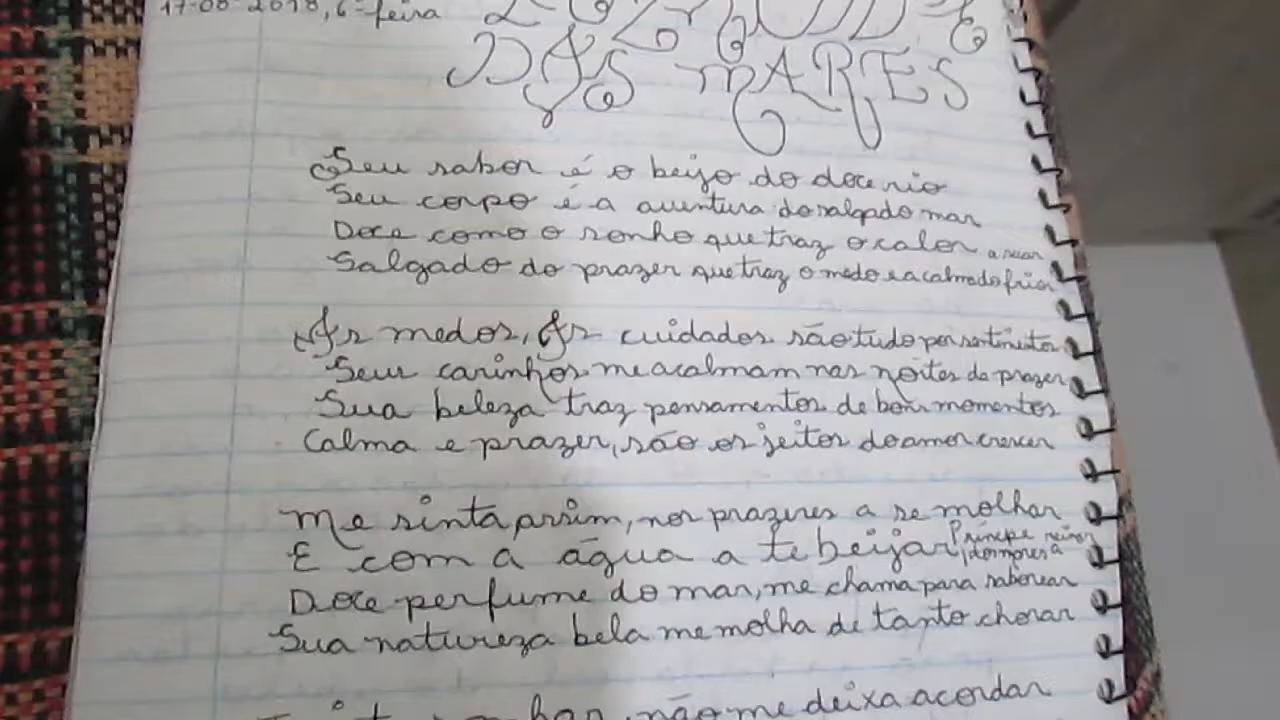 17-08-2018, 6ª-feira
DAS MARES
Seu sabor é o beijo do doce rio
Seu corpo é a aventura do salgado mar
Doce como o sonho que traz o calor
Salgado do prazer que traz o medo e a calma do frio
As medos, As cuidados são tudo por sentimentos
Seus carinhos me acalmam nas noites de prazer
Sua beleza traz pensamentos de bons momentos
Calma e prazer, são os jeitos do amor crescer
Me sinta assim, nos prazeres a se molhar
E com a água a te beijar Príncipe
Doce perfume do mar, me chama para saborear
Sua natureza bela me molha de tanto chorar
não me deixa acordar